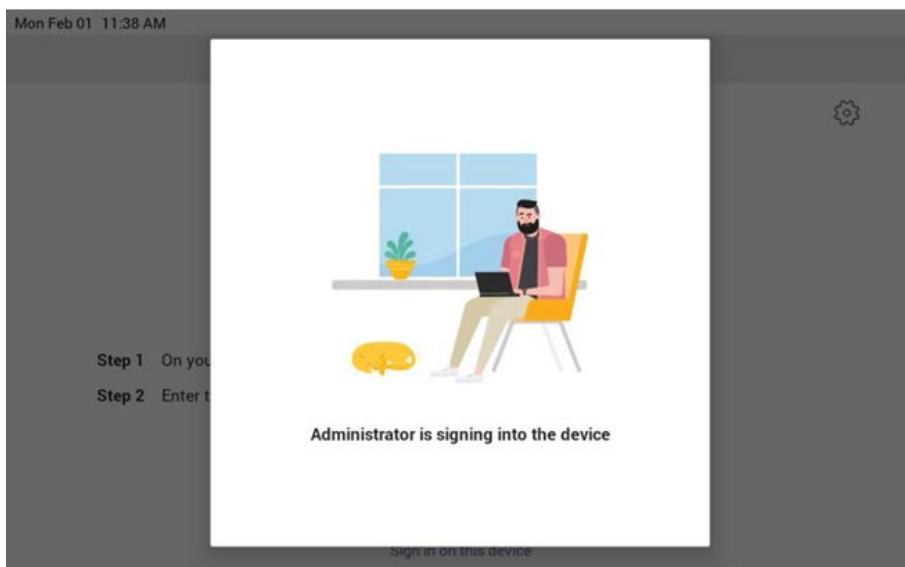 Mon Feb 01 11:38 AM
Step 1 On you
Step 2 Enter t
Administrator is signing into the device
Sign in on this device